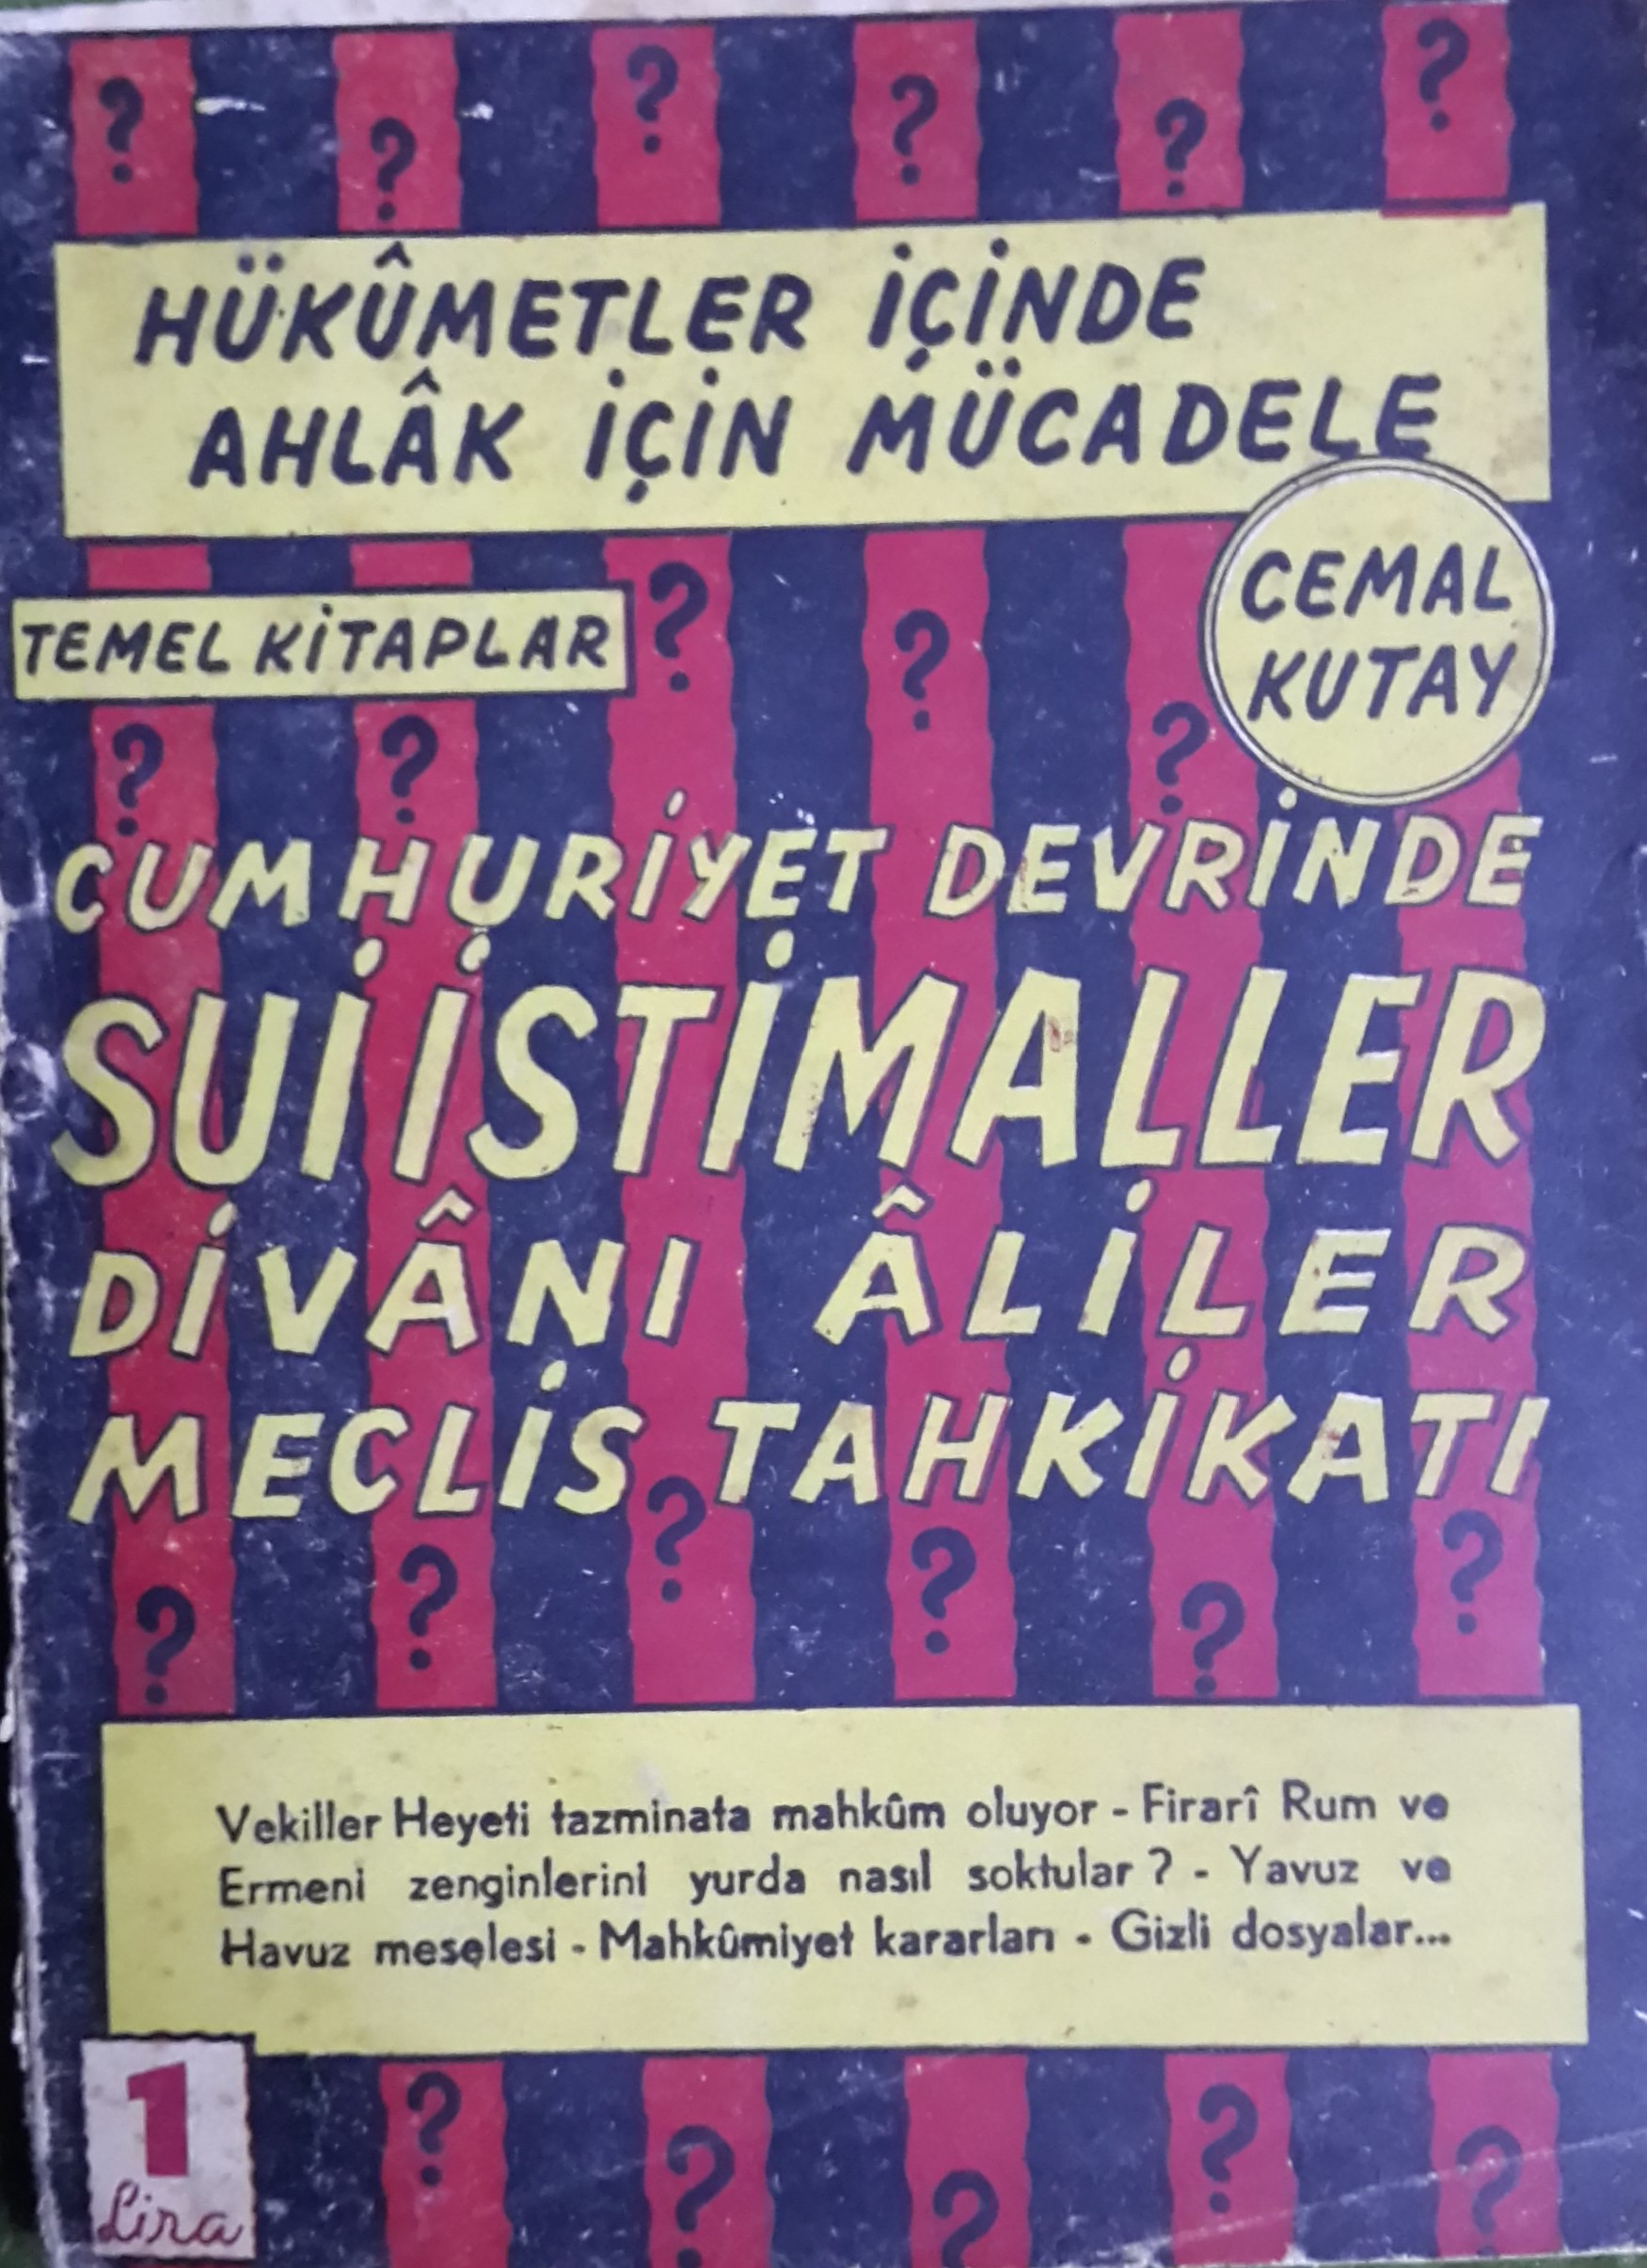 HÜKÛMETLER İÇİNDE
AHLÂK İÇİN MÜCADELE
CEMAL
KUTAY
TEMEL KİTAPLAR
CUMHURİYET DEVRİNDE
SUİİSTİMALLER
DİVÂNI ÂLİLER
MECLİS TAHKİKATI
Vekiller Heyeti tazminata mahkûm oluyor - Firarî Rum ve
Ermeni zenginlerini yurda nasıl soktular ? - Yavuz ve
Havuz meselesi - Mahkûmiyet kararları - Gizli dosyalar...
1
Lira